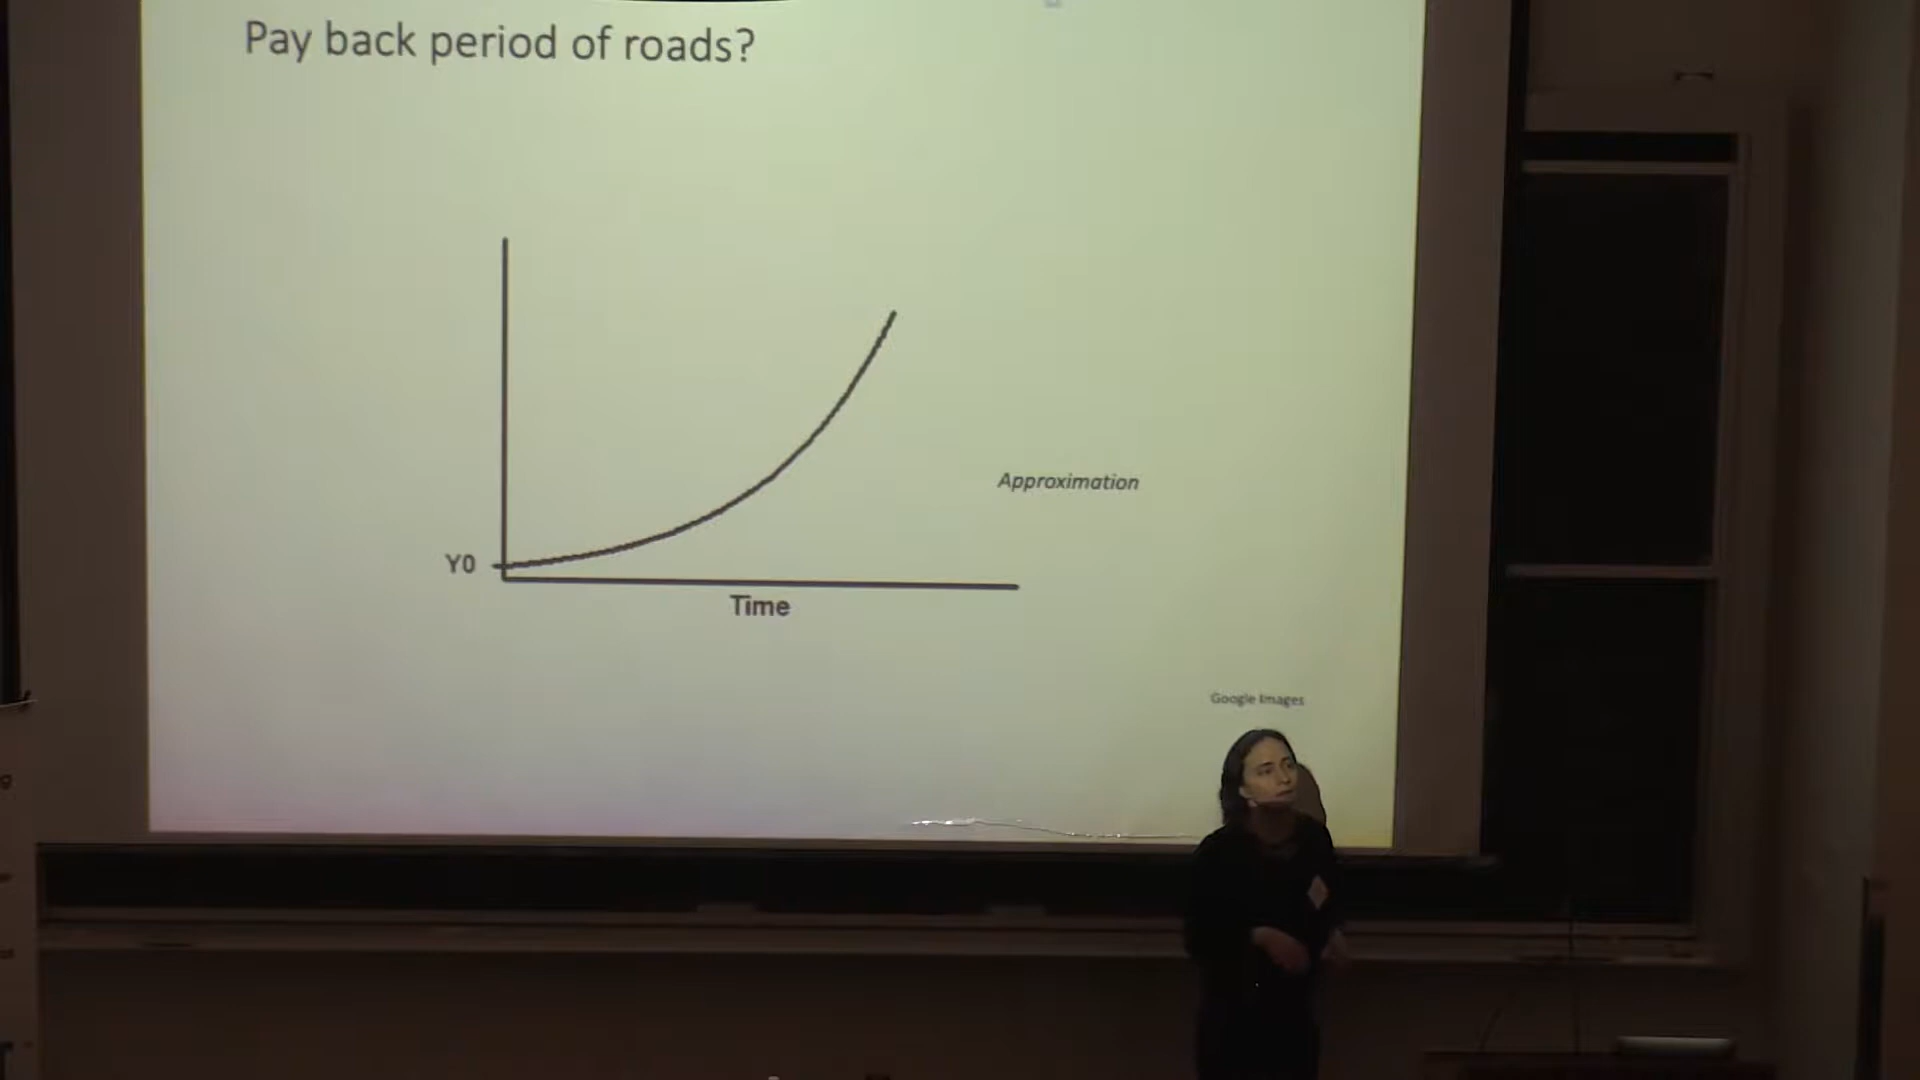 Pay back period of roads?
Approximation
Y0
Time
Google Images